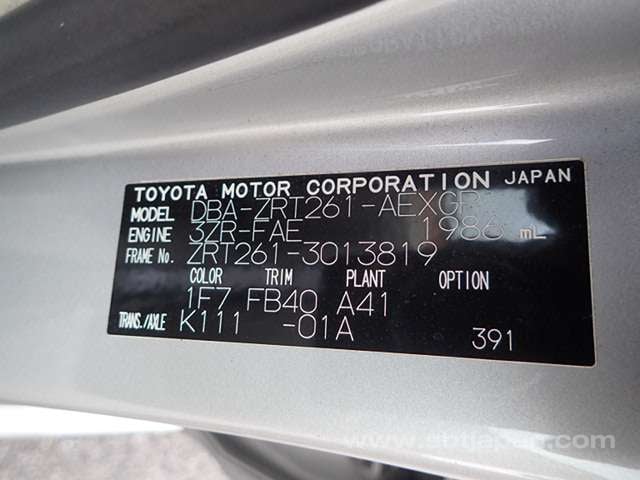 TOYOTA MOTOR CORPORATION JAPAN
MODEL DBA-ZRT261-AEXGP
ENGINE 3ZR-FAE 1986 mL
FRAME No. ZRT261-3013819
COLOR TRIM PLANT OPTION
1F7 FB40 A41
TRANS./AXLE K111 -01A 391
www.sbtjapan.com